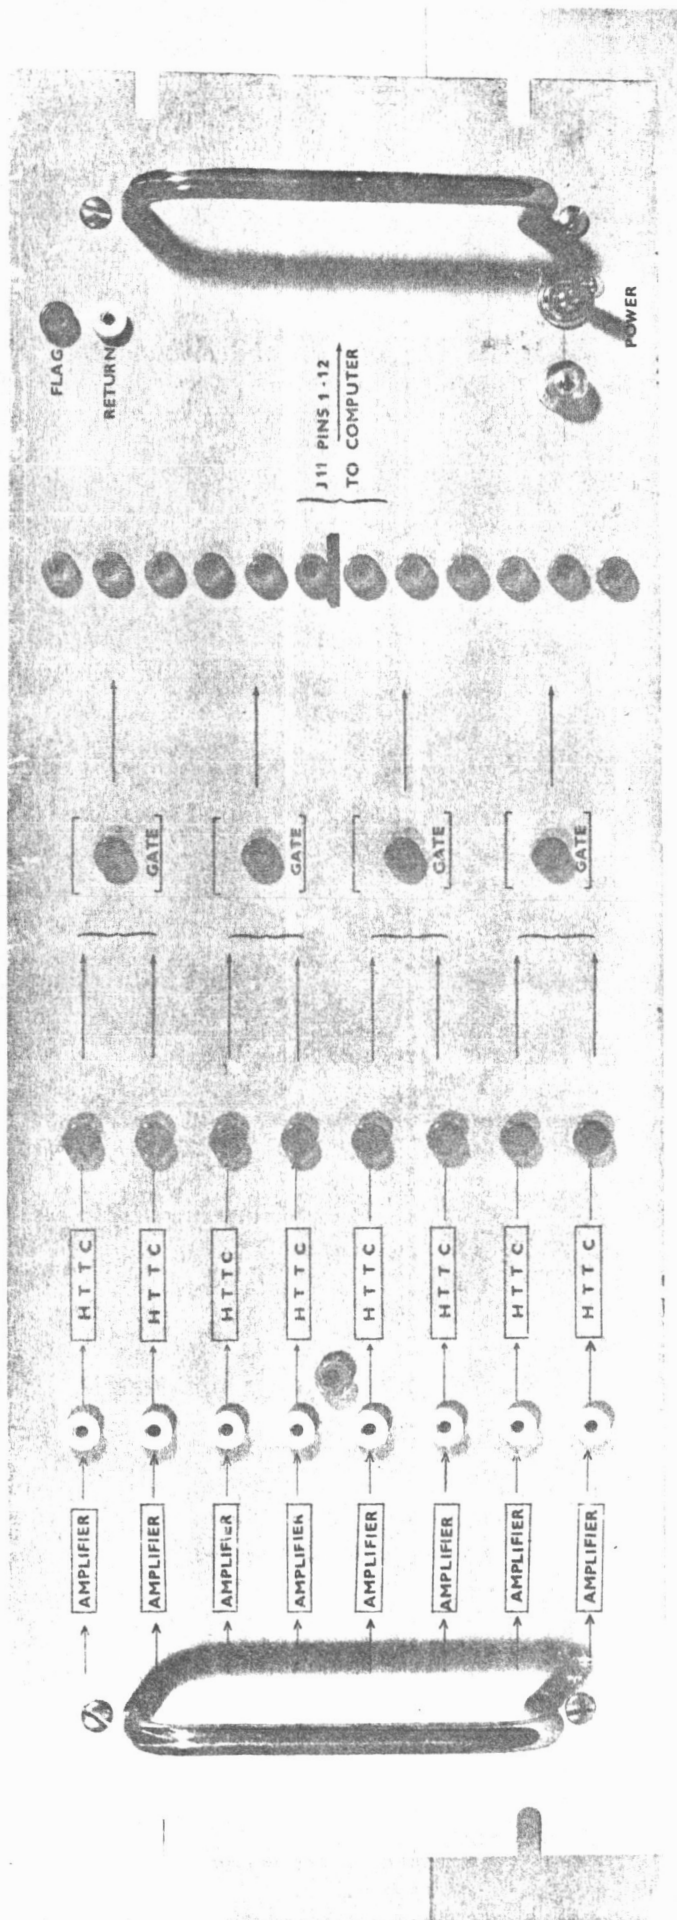 FLAG
RETURN
AMPLIFIER
HTTC
GATE
AMPLIFIER
HTTC
AMPLIFIER
HTTC
GATE
AMPLIFIER
HTTC
J11 PINS 1-12
TO COMPUTER
AMPLIFIER
HTTC
GATE
AMPLIFIER
HTTC
AMPLIFIER
HTTC
GATE
AMPLIFIER
HTTC
POWER